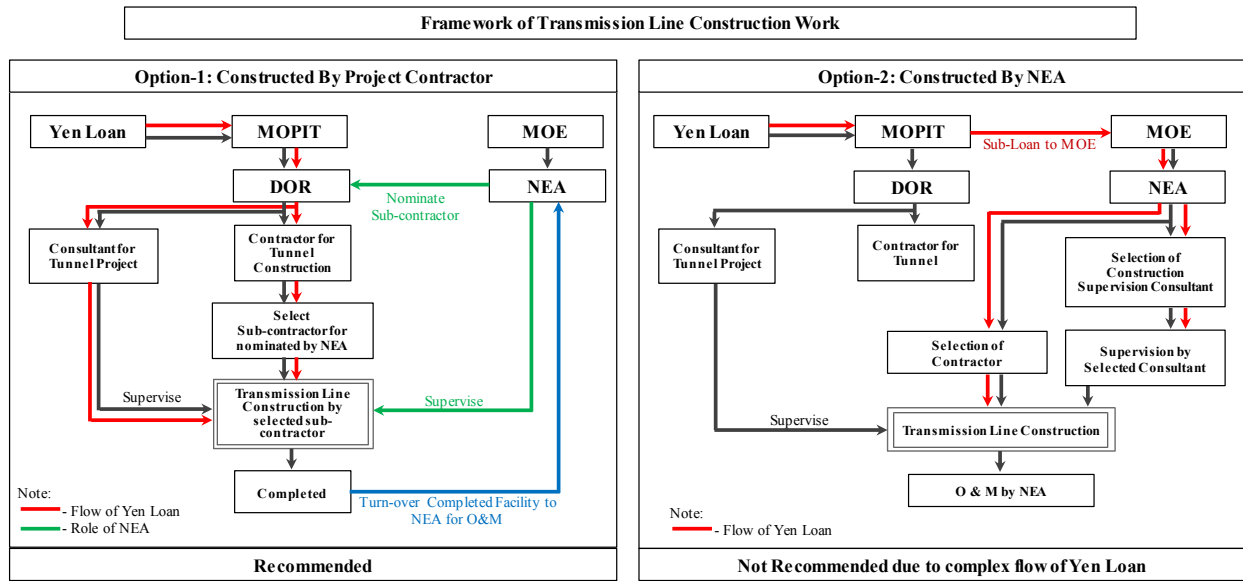 Framework of Transmission Line Construction Work
Option-1: Constructed By Project Contractor
Yen Loan
MOPIT
MOE
DOR
NEA
Nominate
Sub-contractor
Consultant for
Tunnel Project
Contractor for
Tunnel
Construction
Select
Sub-contractor for
nominated by NEA
Supervise
Transmission Line
Construction by
selected sub-
contractor
Supervise
Completed
Turn-over Completed Facility to
NEA for O&M
Note:
- Flow of Yen Loan
- Role of NEA
Recommended
Option-2: Constructed By NEA
Yen Loan
MOPIT
MOE
Sub-Loan to MOE
DOR
NEA
Consultant for
Tunnel Project
Contractor for
Tunnel
Selection of
Construction
Supervision Consultant
Selection of
Contractor
Supervision by
Selected Consultant
Supervise
Transmission Line Construction
O & M by NEA
Note:
- Flow of Yen Loan
Not Recommended due to complex flow of Yen Loan